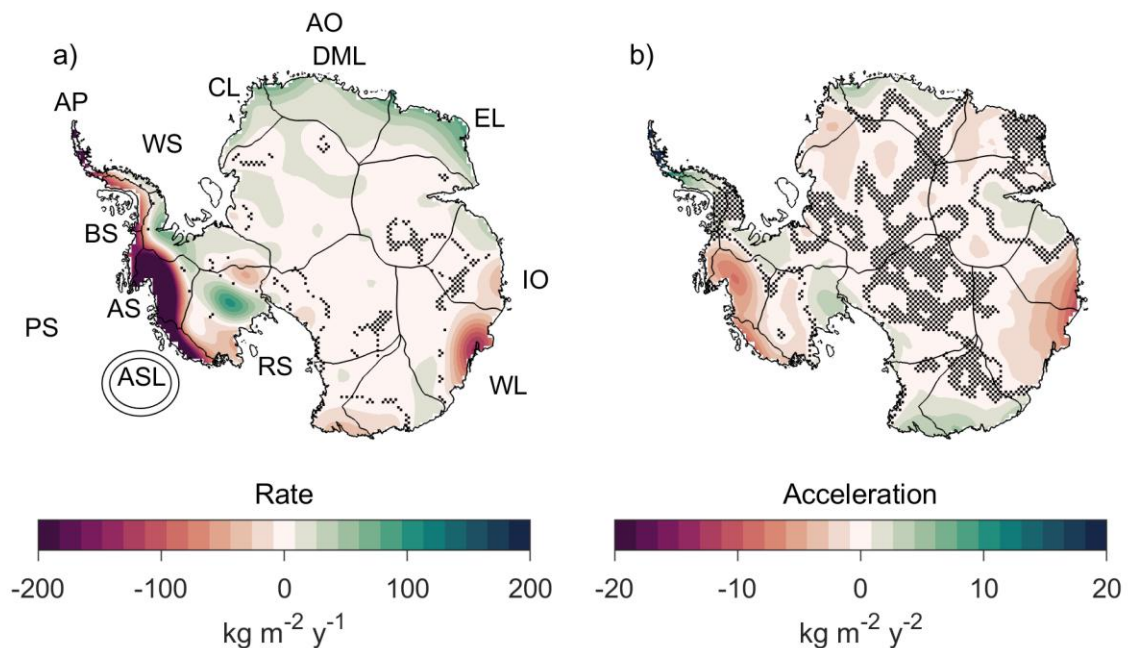 AO
a)
DML
b)
CL
AP
EL
WS
BS
IO
AS
PS
RS
ASL
WL
Rate
Acceleration
-200 -100 0 100 200
-20 -10 0 10 20
kg m⁻² y⁻¹
kg m⁻² y⁻²